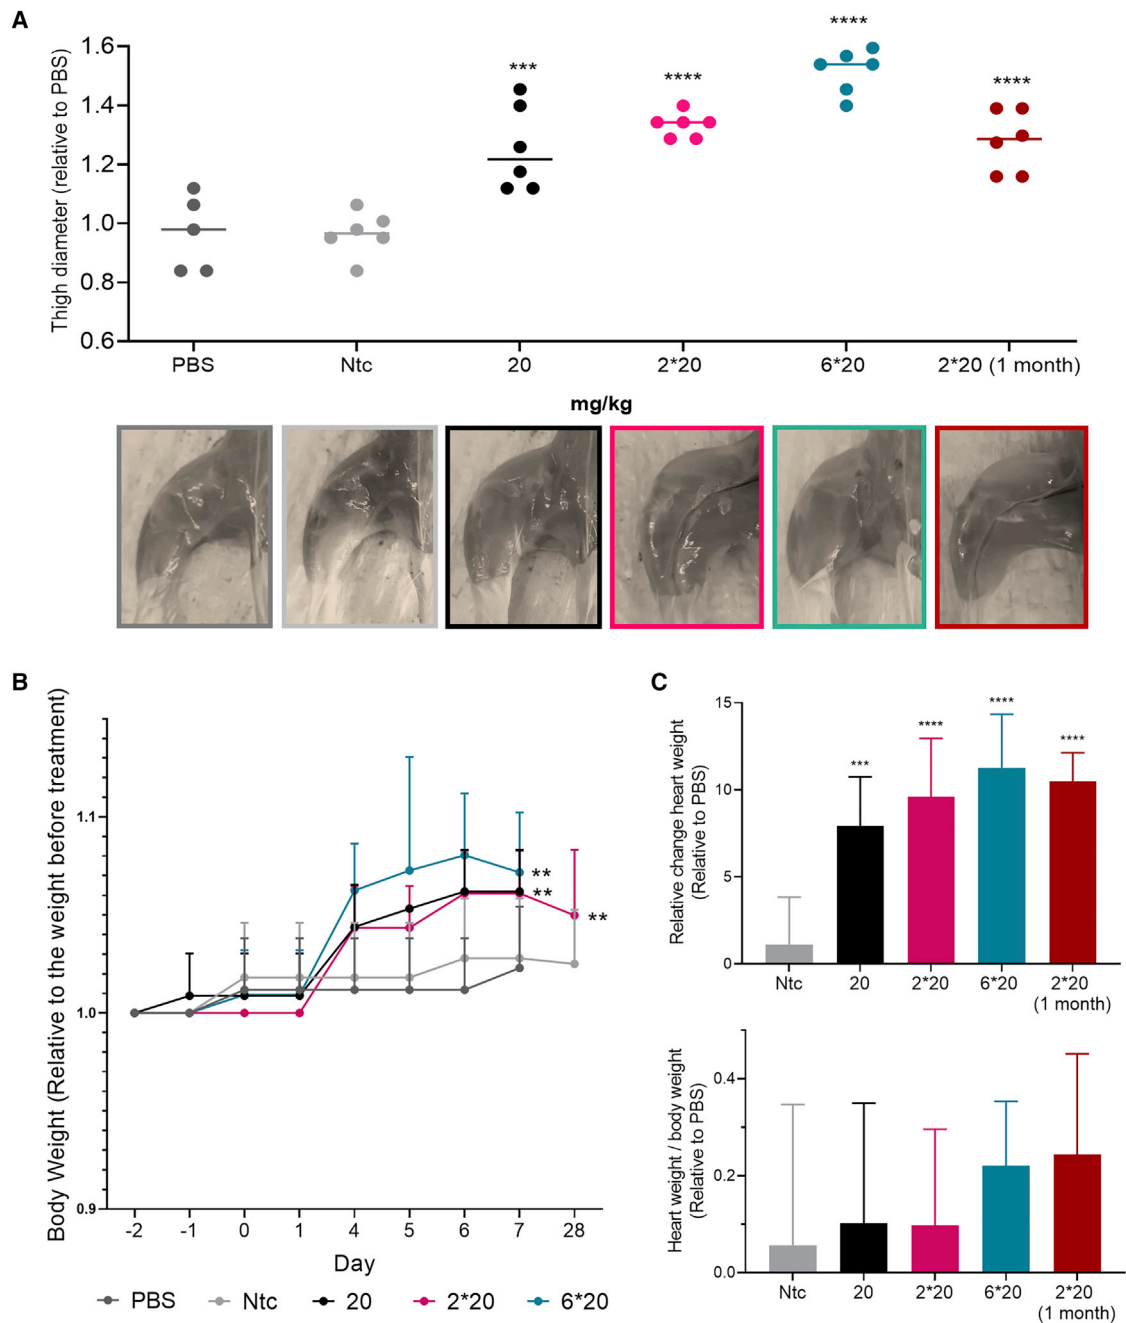 A
Thigh diameter (relative to PBS)
1.6
1.4
1.2
1.0
0.8
0.6
***
****
****
****
PBS
Ntc
20
2*20
6*20
2*20 (1 month)
mg/kg
B
Body Weight (Relative to the weight before treatment)
1.1
1.0
0.9
**
**
**
-2
-1
0
1
4
5
6
7
28
Day
PBS
Ntc
20
2*20
6*20
C
Relative change heart weight
(Relative to PBS)
15
10
5
0
***
****
****
****
Ntc
20
2*20
6*20
2*20
(1 month)
Heart weight / body weight
(Relative to PBS)
0.4
0.2
0.0
Ntc
20
2*20
6*20
2*20
(1 month)